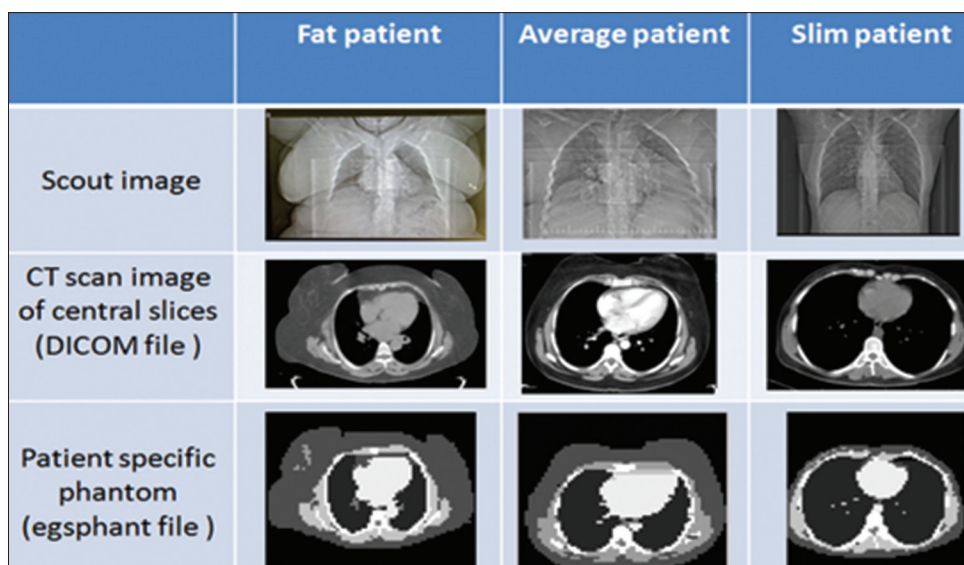 Fat patient
Average patient
Slim patient
Scout image
CT scan image
of central slices
(DICOM file )
Patient specific
phantom
(egsphant file )